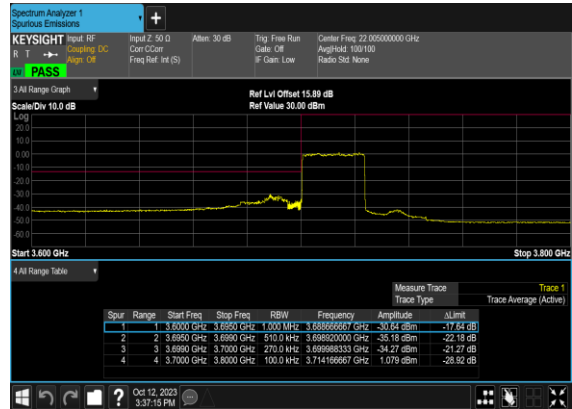 Spectrum Analyzer 1
Spurious Emissions
KEYSIGHT Input: RF Input Z: 50 Ω Atten: 30 dB Trig: Free Run Center Freq: 22.005000000 GHz
R T Coupling: DC Corr CCorr Gate: Off Avg|Hold: 100/100
Align: Off Freq Ref: Int (S) IF Gain: Low Radio Std: None
PASS
3 All Range Graph
Ref Lvl Offset 15.89 dB
Scale/Div 10.0 dB Ref Value 30.00 dBm
Log
20.0
10.0
0.00
-10.0
-20.0
-30.0
-40.0
-50.0
-60.0
Start 3.600 GHz Stop 3.800 GHz
4 All Range Table
Measure Trace Trace 1
Trace Type Trace Average (Active)
Spur Range Start Freq Stop Freq RBW Frequency Amplitude ΔLimit
1 1 3.6000 GHz 3.6950 GHz 1.000 MHz 3.688666667 GHz -30.64 dBm -17.64 dB
2 2 3.6950 GHz 3.6990 GHz 510.0 kHz 3.698920000 GHz -35.18 dBm -22.18 dB
3 3 3.6990 GHz 3.7000 GHz 270.0 kHz 3.699988333 GHz -34.27 dBm -21.27 dB
4 4 3.7000 GHz 3.8000 GHz 100.0 kHz 3.714166667 GHz 1.079 dBm -28.92 dB
? Oct 12, 2023
3:37:15 PM